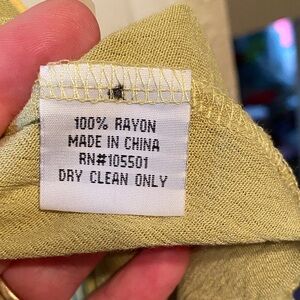 100% RAYON
MADE IN CHINA
RN#105501
DRY CLEAN ONLY